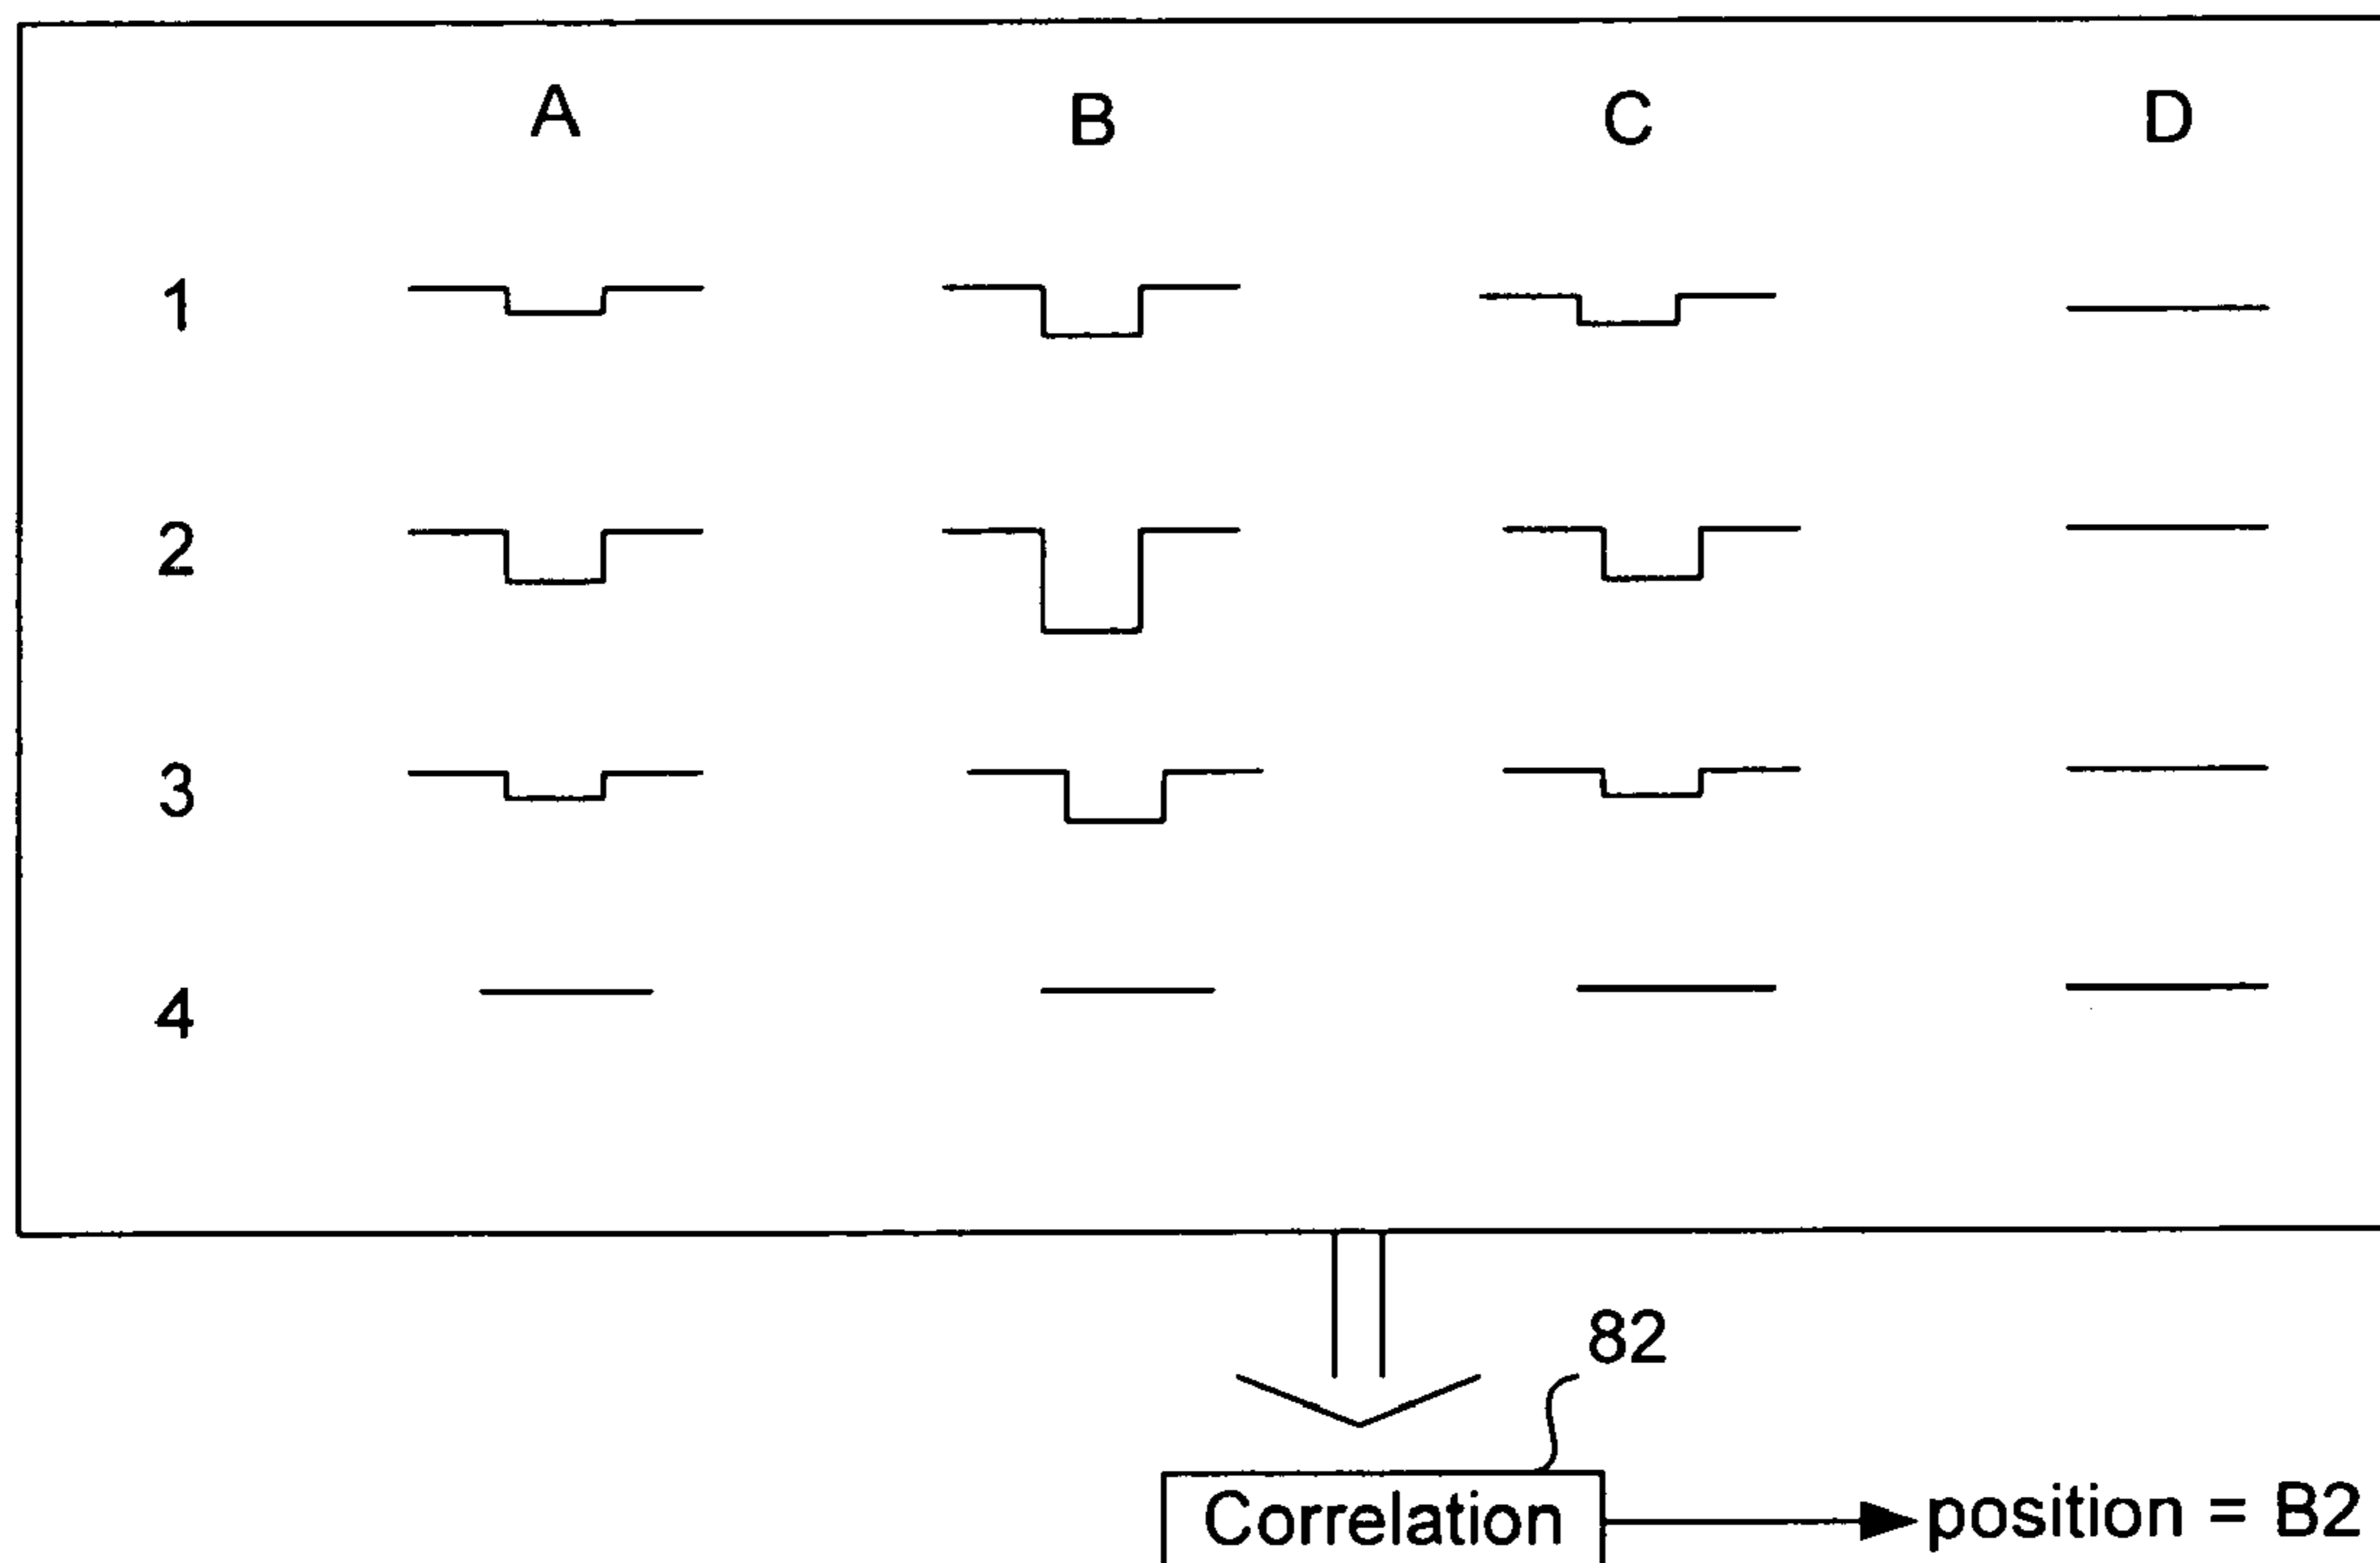 A B C D
1
2
3
4
82
Correlation
position = B2